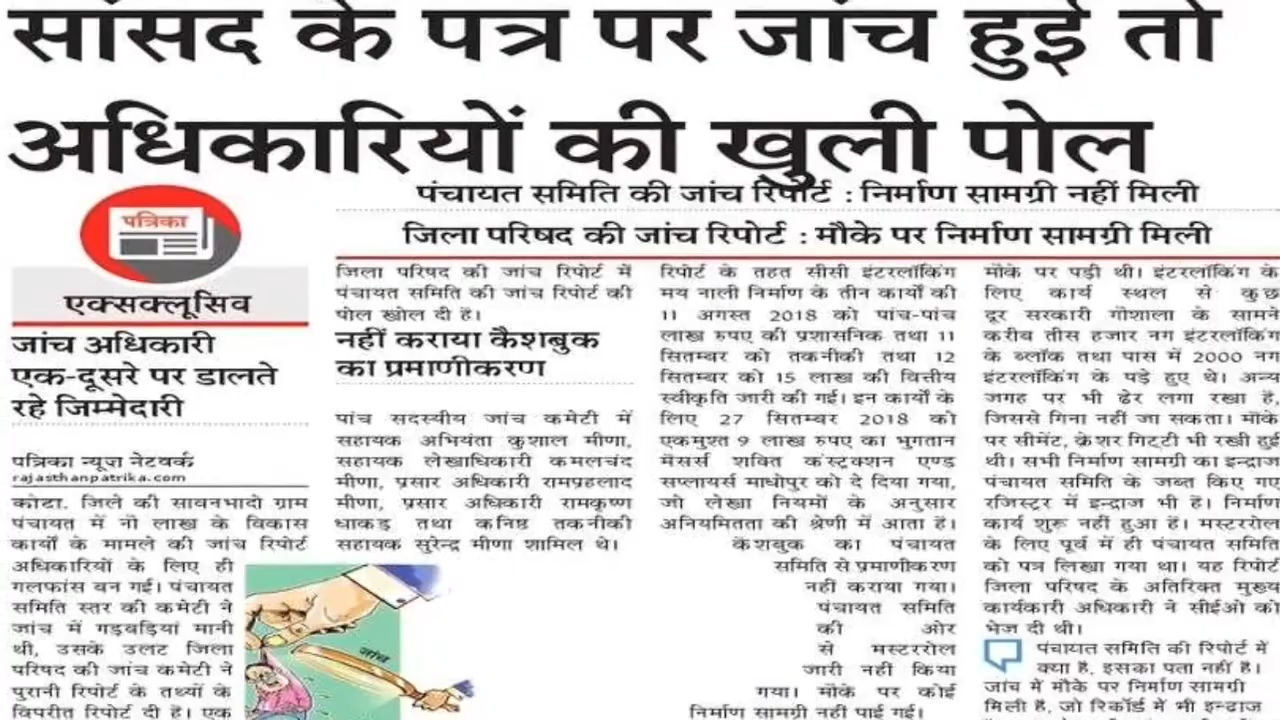 सांसद के पत्र पर जांच हुई तो
अधिकारियों की खुली पोल
पंचायत समिति की जांच रिपोर्ट : निर्माण सामग्री नहीं मिली
जिला परिषद की जांच रिपोर्ट : मौके पर निर्माण सामग्री मिली
पत्रिका
एक्सक्लूसिव
जांच अधिकारी
एक-दूसरे पर डालते
रहे जिम्मेदारी
पत्रिका न्यूज़ नेटवर्क
rajasthanpatrika.com
कोटा. जिले की सावनभादो ग्राम
पंचायत में नौ लाख के विकास
कार्यों के मामले की जांच रिपोर्ट
अधिकारियों के लिए ही
गलफांस बन गई। पंचायत
समिति स्तर की कमेटी ने
जांच में गड़बड़ियां मानी
थी, उसके उलट जिला
परिषद की जांच कमेटी ने
पुरानी रिपोर्ट के तथ्यों के
विपरीत रिपोर्ट दी है। एक
जिला परिषद की जांच रिपोर्ट में
पंचायत समिति की जांच रिपोर्ट की
पोल खोल दी है।
नहीं कराया कैशबुक
का प्रमाणीकरण
पांच सदस्यीय जांच कमेटी में
सहायक अभियंता कुशाल मीणा,
सहायक लेखाधिकारी कमलचंद
मीणा, प्रसार अधिकारी रामप्रहलाद
मीणा, प्रसार अधिकारी रामकृष्ण
धाकड़ तथा कनिष्ठ तकनीकी
सहायक सुरेन्द्र मीणा शामिल थे।
जांच
रिपोर्ट के तहत सीसी इंटरलॉकिंग
मय नाली निर्माण के तीन कार्यों की
11 अगस्त 2018 को पांच-पांच
लाख रुपए की प्रशासनिक तथा 11
सितम्बर को तकनीकी तथा 12
सितम्बर को 15 लाख की वित्तीय
स्वीकृति जारी की गई। इन कार्यों के
लिए 27 सितम्बर 2018 को
एकमुश्त 9 लाख रुपए का भुगतान
मैसर्स शक्ति कंस्ट्रक्शन एण्ड
सप्लायर्स माधोपुर को दे दिया गया,
जो लेखा नियमों के अनुसार
अनियमितता की श्रेणी में आता है।
कैशबुक का पंचायत
समिति से प्रमाणीकरण
नहीं कराया गया।
पंचायत समिति
की ओर
से मस्टररोल
जारी नहीं किया
गया। मौके पर कोई
निर्माण सामग्री नहीं पाई गई।
मौके पर पड़ी थी। इंटरलॉकिंग के
लिए कार्य स्थल से कुछ
दूर सरकारी गौशाला के सामने
करीब तीस हजार नग इंटरलॉकिंग
के ब्लॉक तथा पास में 2000 नग
इंटरलॉकिंग के पड़े हुए थे। अन्य
जगह पर भी ढेर लगा रखा है,
जिससे गिना नहीं जा सकता। मौके
पर सीमेंट, क्रेशर गिट्टी भी रखी हुई
थी। सभी निर्माण सामग्री का इन्द्राज
पंचायत समिति के जब्त किए गए
रजिस्टर में इन्द्राज भी है। निर्माण
कार्य शुरू नहीं हुआ है। मस्टररोल
के लिए पूर्व में ही पंचायत समिति
को पत्र लिखा गया था। यह रिपोर्ट
जिला परिषद के अतिरिक्त मुख्य
कार्यकारी अधिकारी ने सीईओ को
भेज दी थी।
पंचायत समिति की रिपोर्ट में
क्या है, इसका पता नहीं है।
जांच में मौके पर निर्माण सामग्री
मिली है, जो रिकॉर्ड में भी इन्द्राज